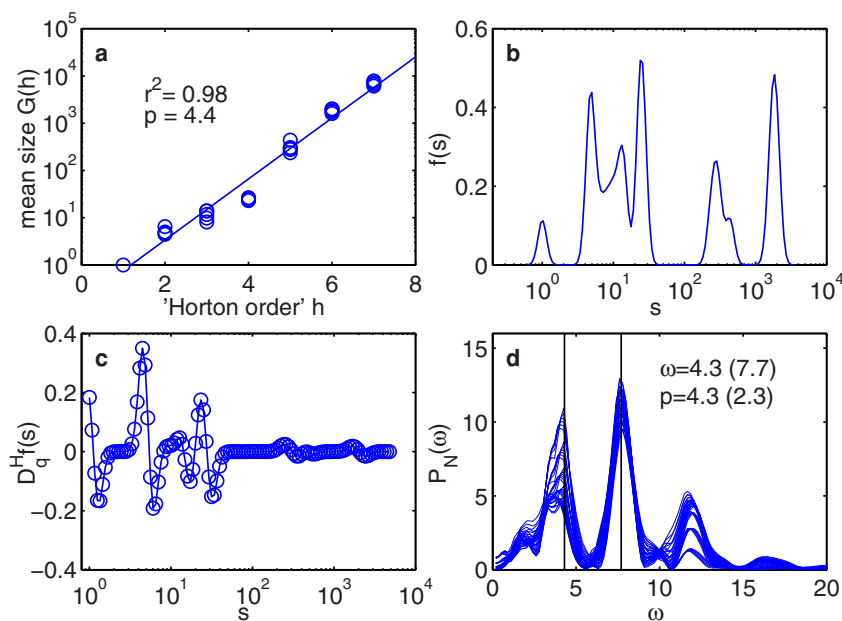 a
r² = 0.98
p = 4.4
mean size G(h)
10⁵
10⁴
10³
10²
10¹
10⁰
0 2 4 6 8
'Horton order' h
b
f(s)
0.6
0.4
0.2
0
10⁰ 10¹ 10² 10³ 10⁴
s
c
D_q^H f(s)
0.4
0.2
0
−0.2
−0.4
10⁰ 10¹ 10² 10³ 10⁴
s
d
ω=4.3 (7.7)
p=4.3 (2.3)
P_N(ω)
15
10
5
0
0 5 10 15 20
ω